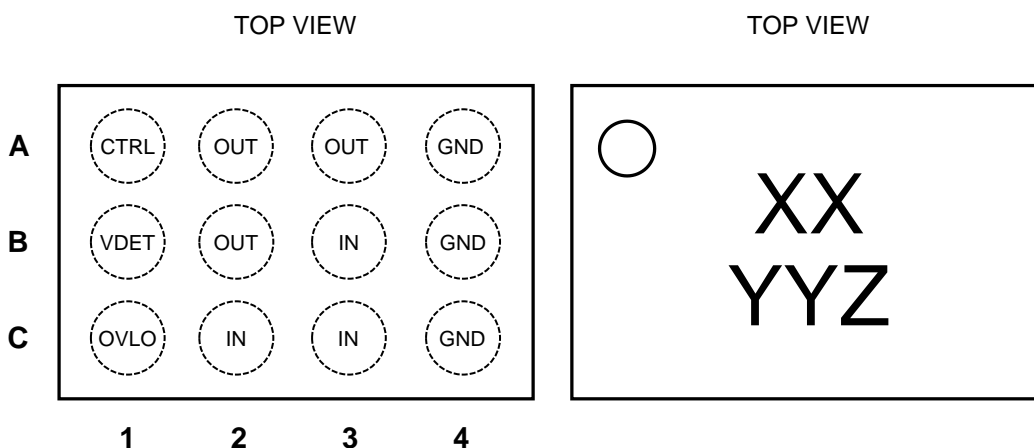 TOP VIEW TOP VIEW
A CTRL OUT OUT GND
B VDET OUT IN GND
C OVLO IN IN GND
1 2 3 4
XX
YYZ